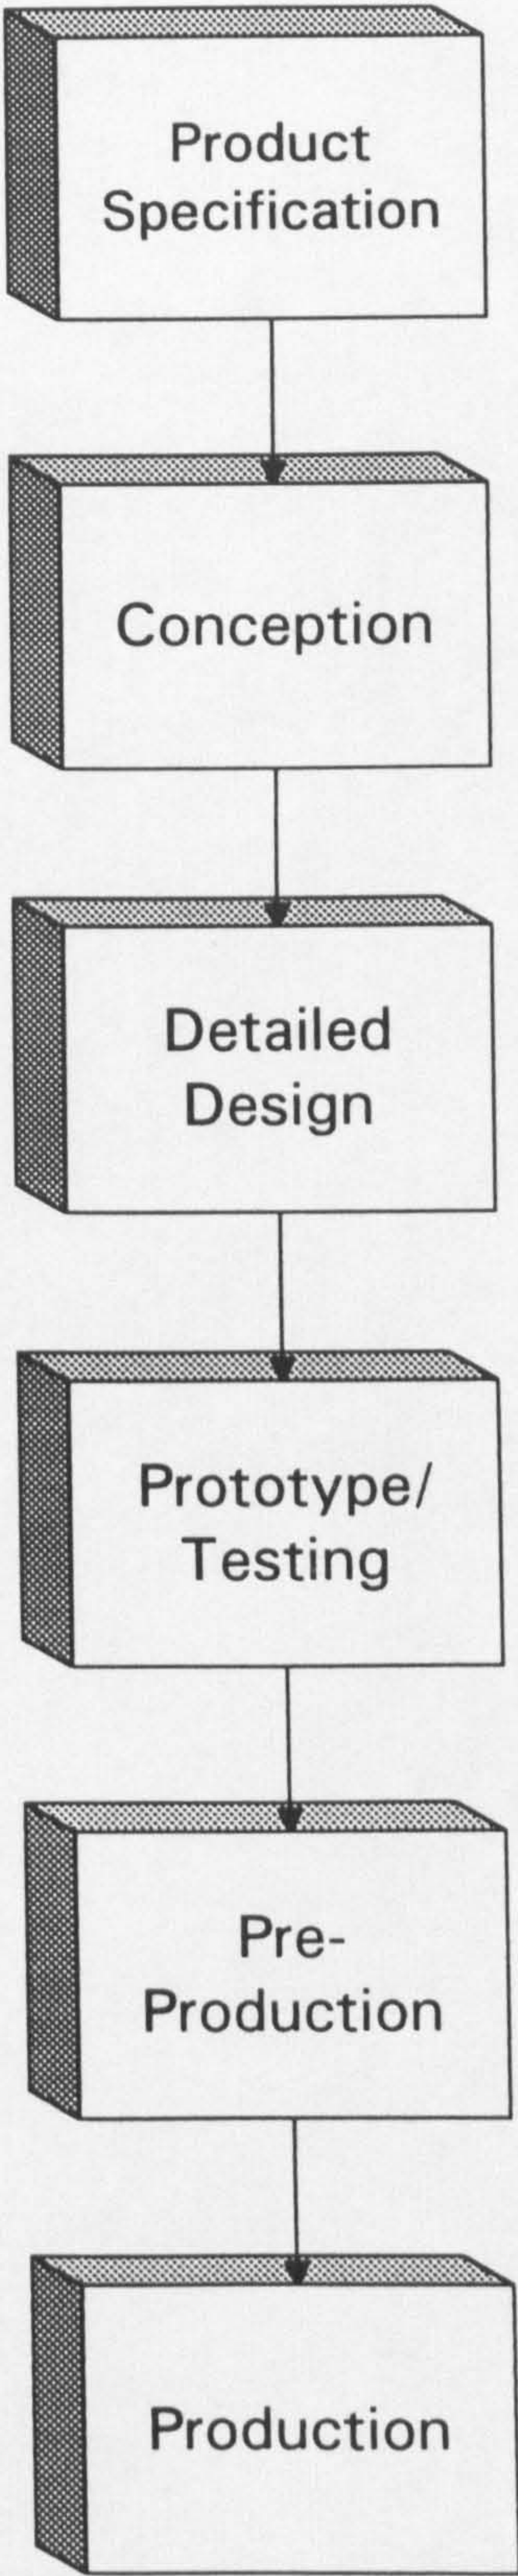 Product
Specification
Conception
Detailed
Design
Prototype/
Testing
Pre-
Production
Production